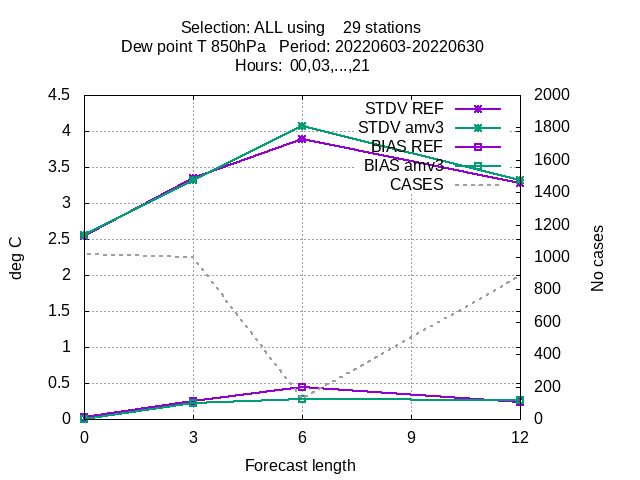 Selection: ALL using 29 stations
Dew point T 850hPa Period: 20220603-20220630
Hours: 00,03,...,21
4.5
4
3.5
3
2.5
2
1.5
1
0.5
0
deg C
STDV REF
STDV amv3
BIAS REF
BIAS amv3
CASES
2000
1800
1600
1400
1200
1000
800
600
400
200
0
No cases
0 3 6 9 12
Forecast length